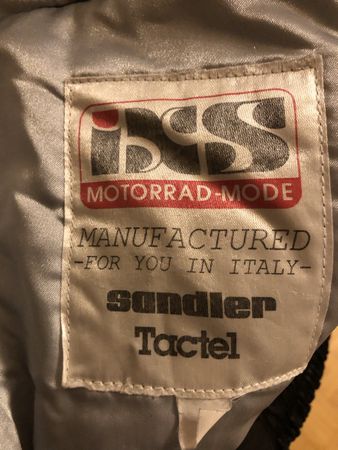 ixs
MOTORRAD-MODE
MANUFACTURED
-FOR YOU IN ITALY-
sandler
Tactel